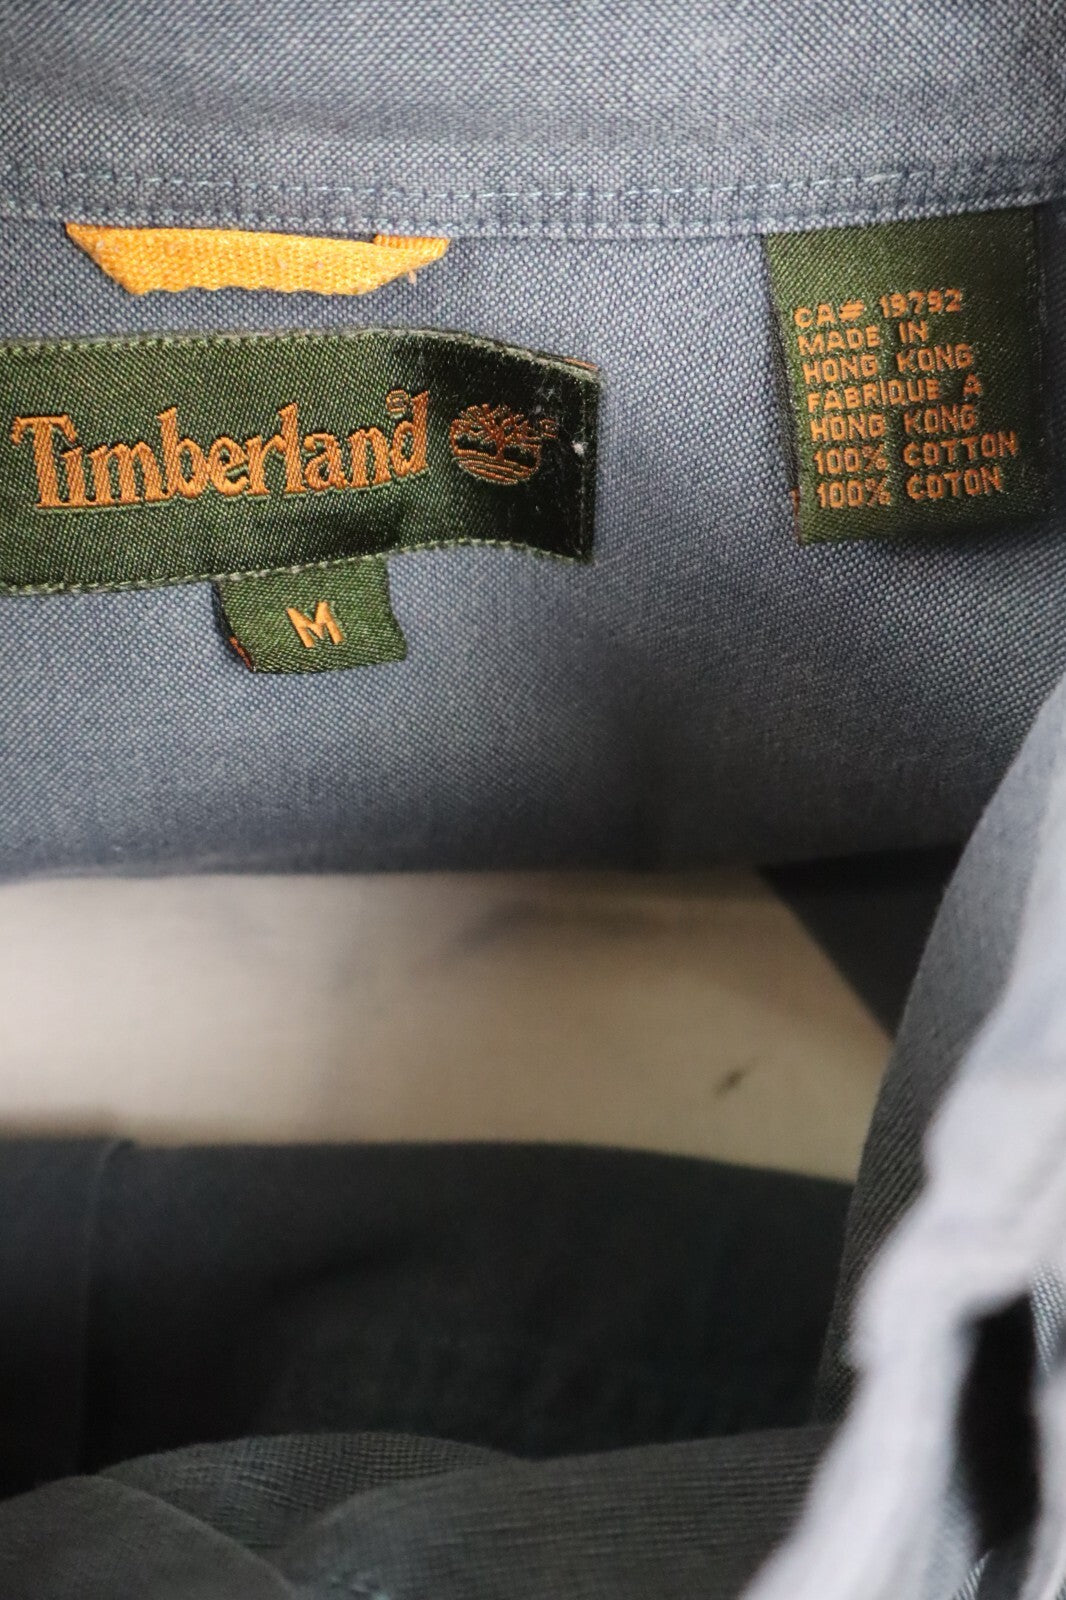 Timberland®
M
CA# 19792
MADE IN
HONG KONG
FABRIQUE A
HONG KONG
100% COTTON
100% COTON